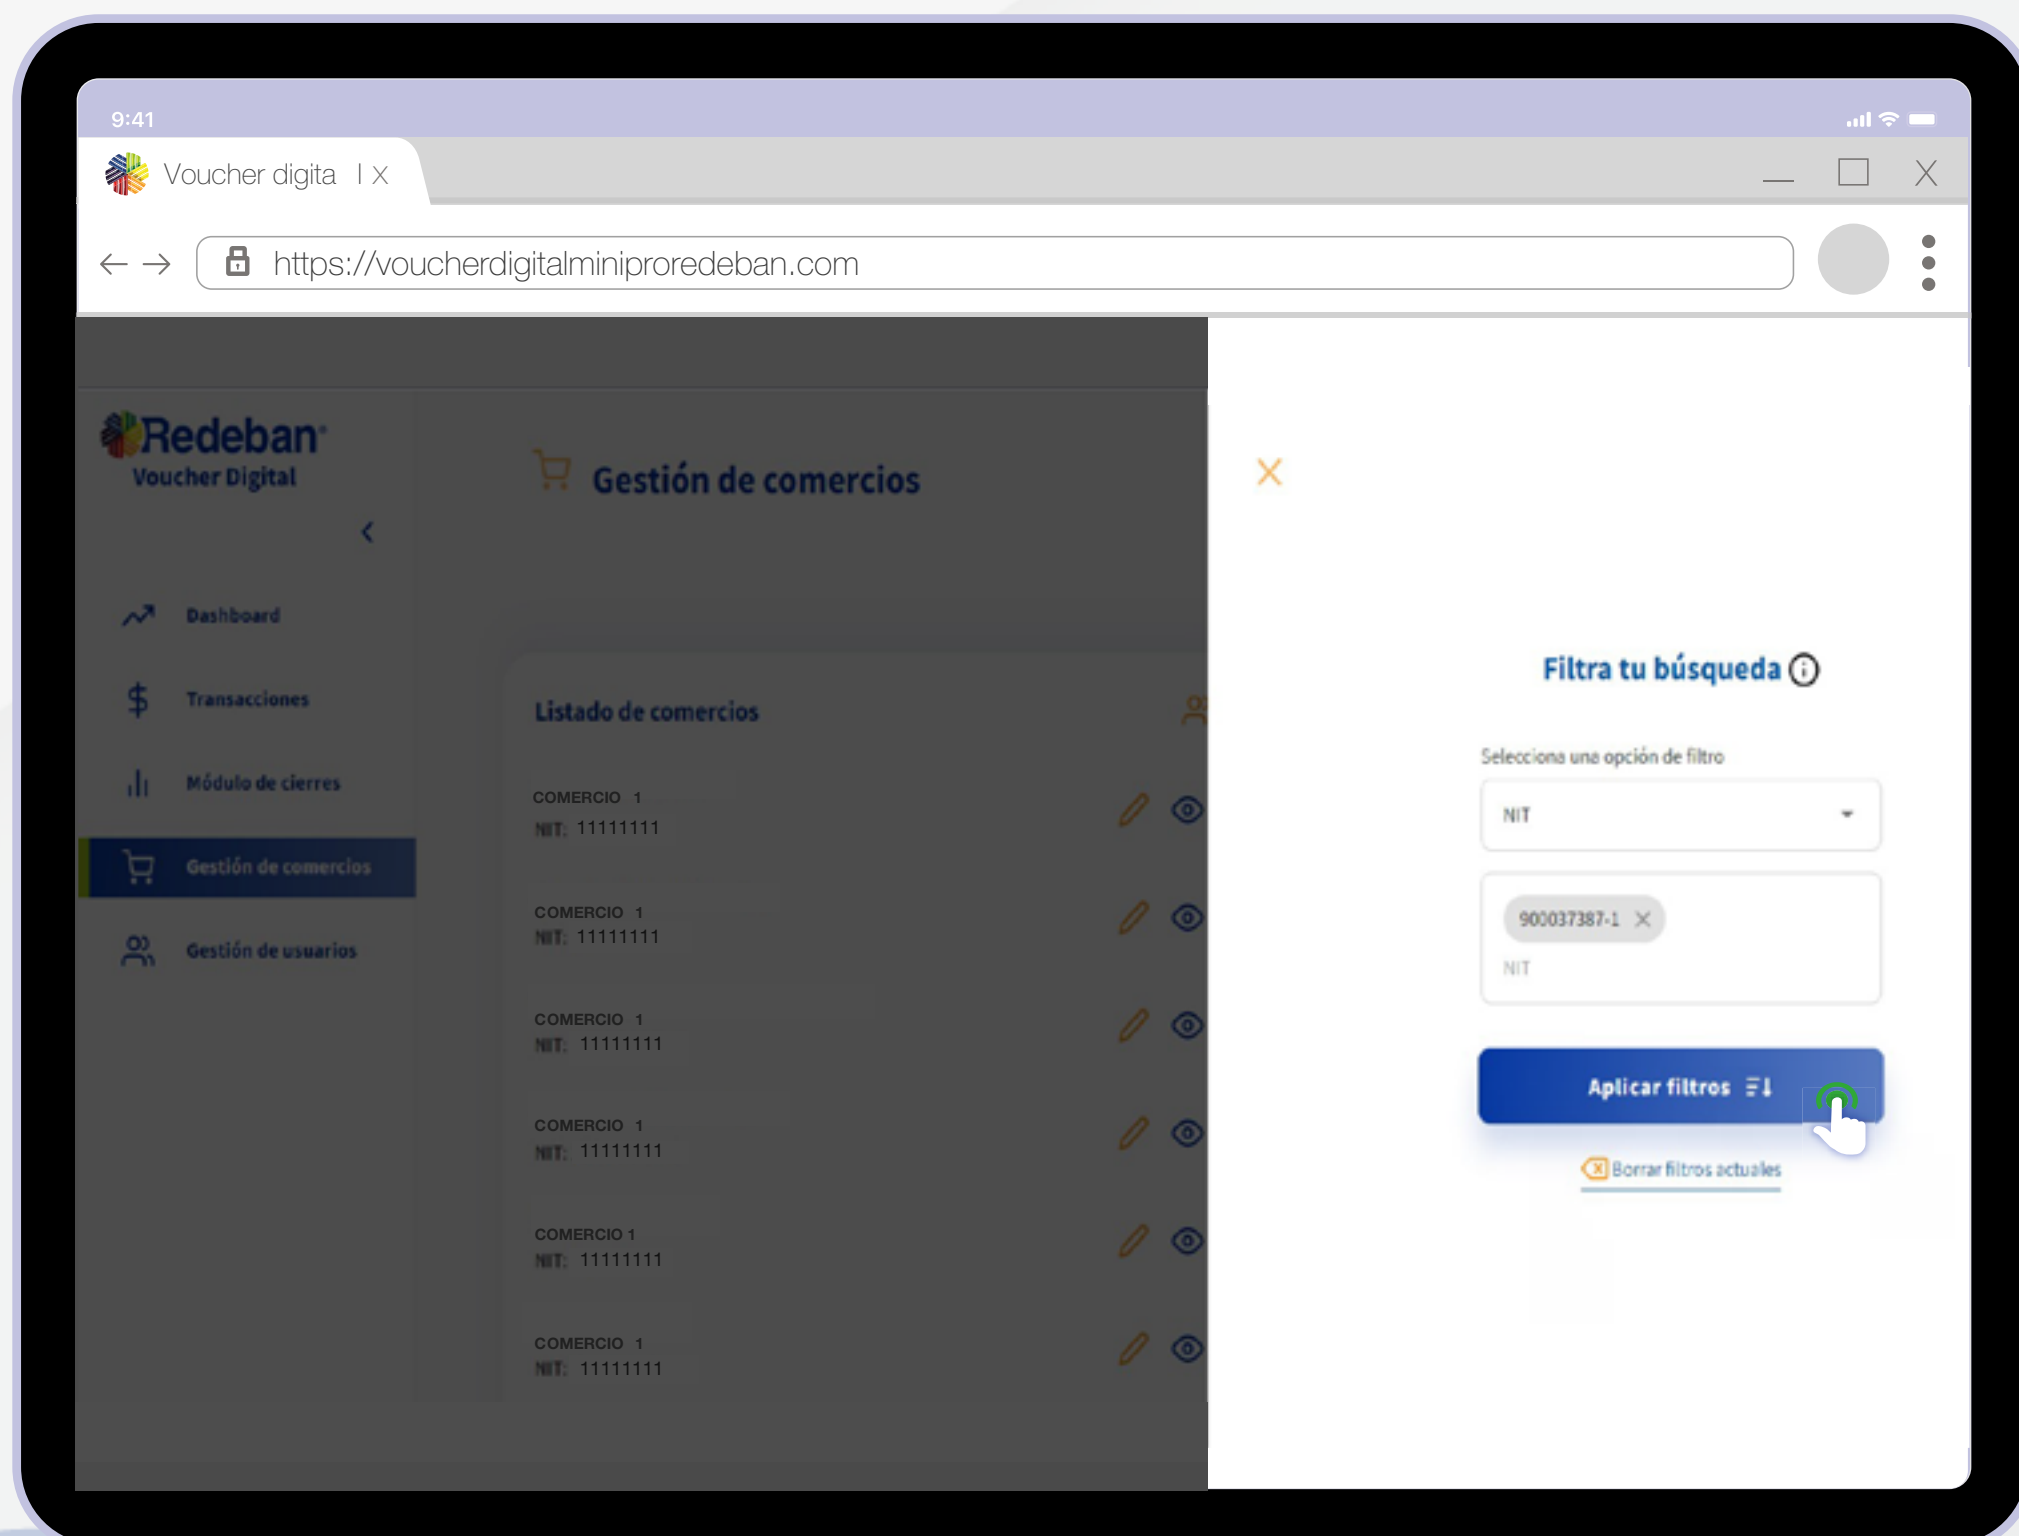 9:41
Voucher digita l X
https://voucherdigitalminiproredeban.com
Redeban
Voucher Digital
Dashboard
Transacciones
Módulo de cierres
Gestión de comercios
Gestión de usuarios
Gestión de comercios
Listado de comercios
COMERCIO 1
NIT: 11111111
COMERCIO 1
NIT: 11111111
COMERCIO 1
NIT: 11111111
COMERCIO 1
NIT: 11111111
COMERCIO 1
NIT: 11111111
COMERCIO 1
NIT: 11111111
Filtra tu búsqueda
Selecciona una opción de filtro
NIT
900037387-1
NIT
Aplicar filtros
Borrar filtros actuales